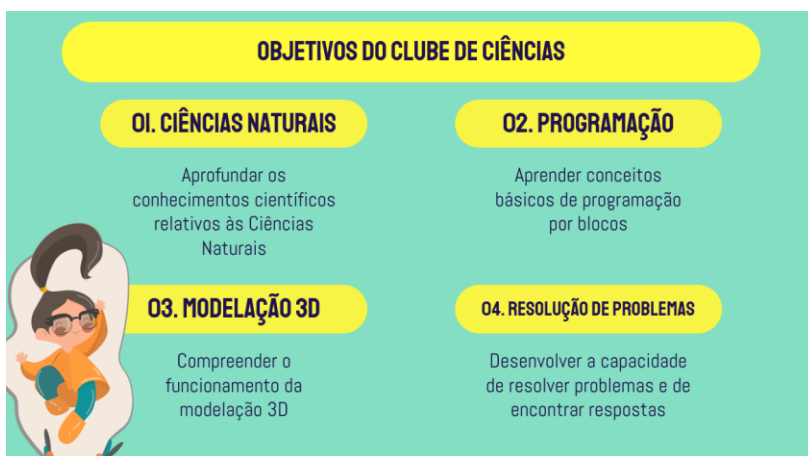 OBJETIVOS DO CLUBE DE CIÊNCIAS
01. CIÊNCIAS NATURAIS
Aprofundar os
conhecimentos científicos
relativos às Ciências
Naturais
02. PROGRAMAÇÃO
Aprender conceitos
básicos de programação
por blocos
03. MODELAÇÃO 3D
Compreender o
funcionamento da
modelação 3D
04. RESOLUÇÃO DE PROBLEMAS
Desenvolver a capacidade
de resolver problemas e de
encontrar respostas